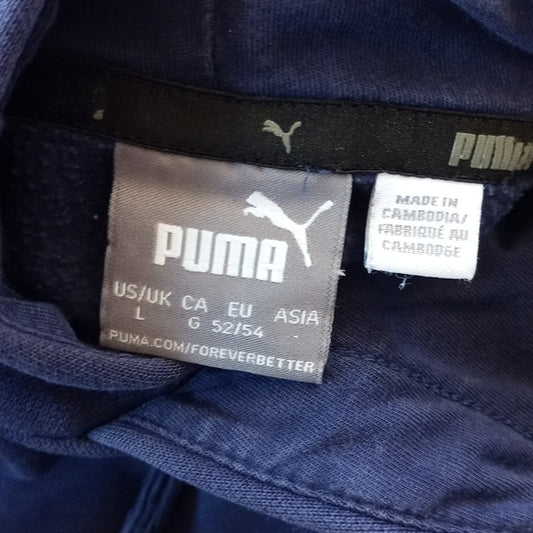 PUMA
PUMA
US/UK CA EU ASIA
L G 52/54 -
PUMA.COM/FOREVERBETTER
MADE IN
CAMBODIA/
FABRIQUÉ AU
CAMBODGE